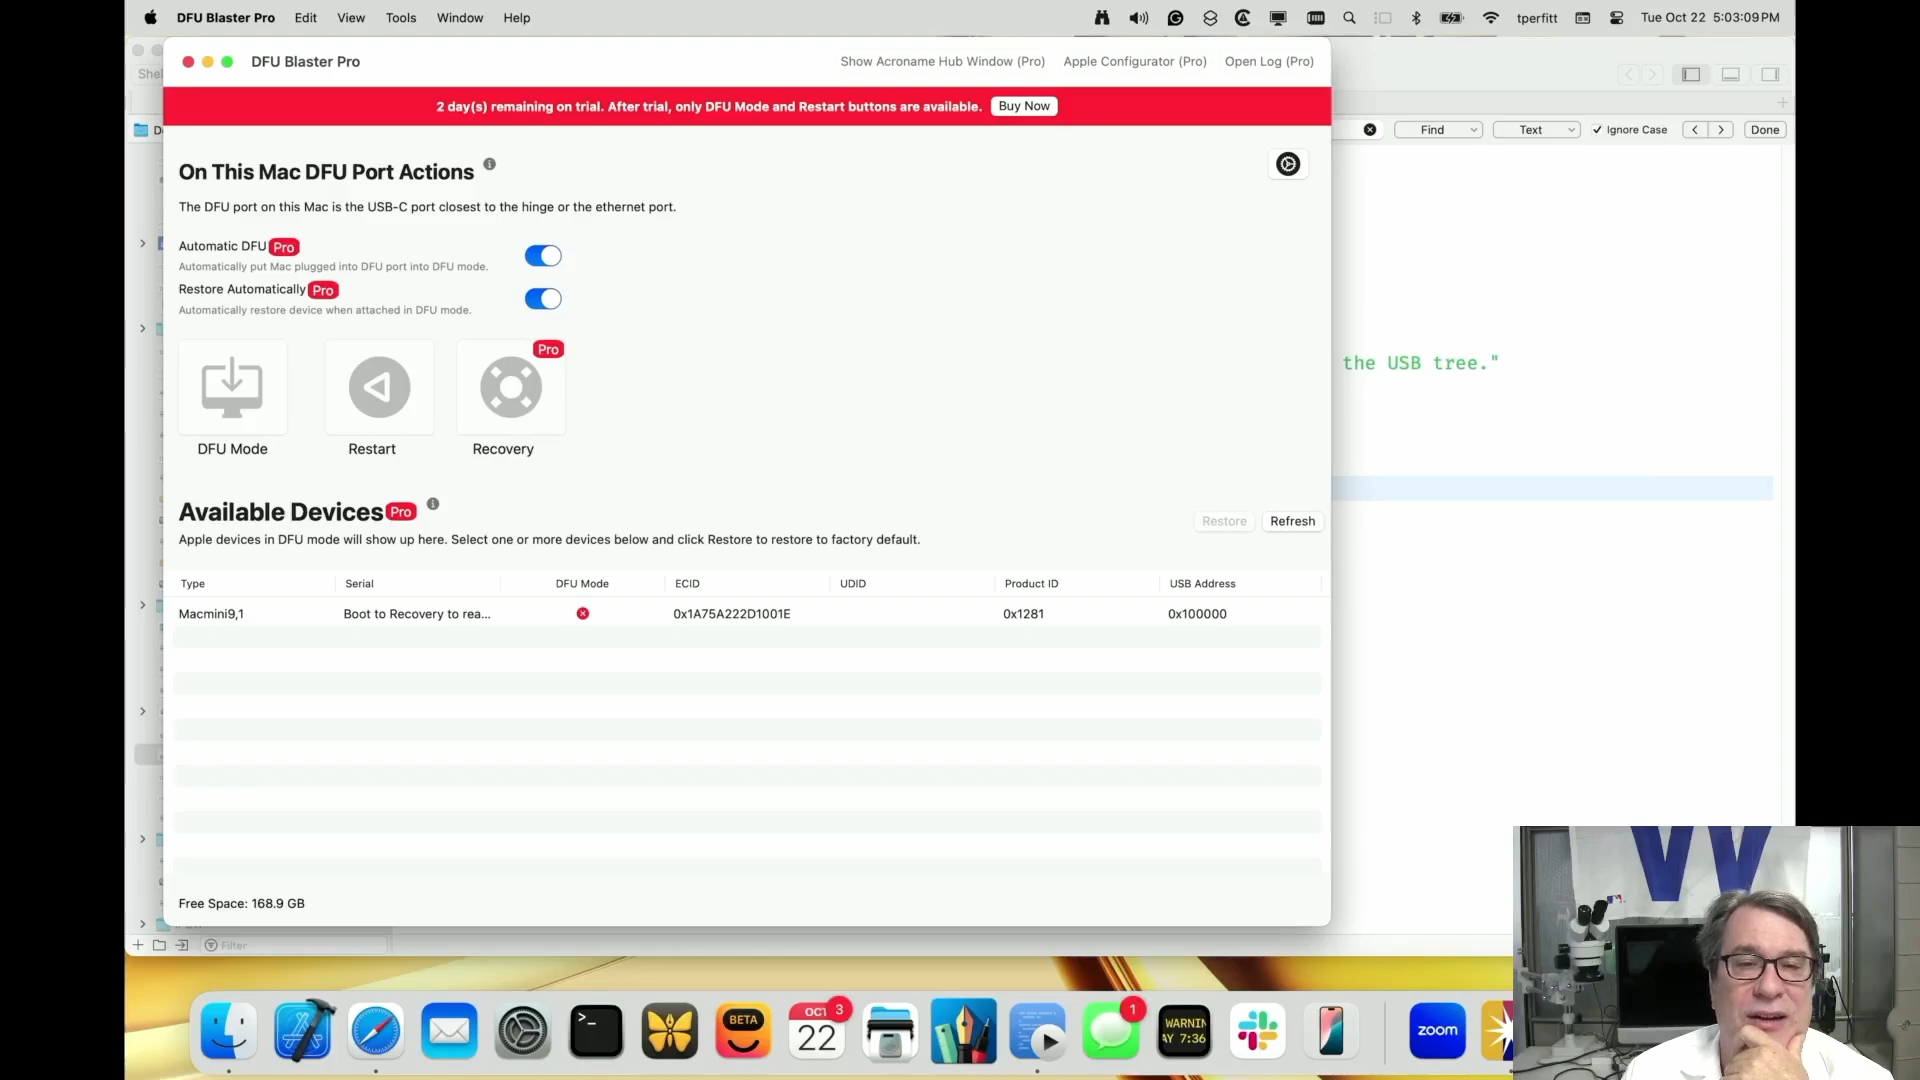 DFU Blaster Pro Edit View Tools Window Help tperfitt Tue Oct 22 5:03:09 PM
DFU Blaster Pro Show Acroname Hub Window (Pro) Apple Configurator (Pro) Open Log (Pro)
Shel
2 day(s) remaining on trial. After trial, only DFU Mode and Restart buttons are available. Buy Now
D
Find Text Ignore Case Done
On This Mac DFU Port Actions
The DFU port on this Mac is the USB-C port closest to the hinge or the ethernet port.
Automatic DFU Pro
Automatically put Mac plugged into DFU port into DFU mode.
Restore Automatically Pro
Automatically restore device when attached in DFU mode.
Pro
the USB tree."
DFU Mode Restart Recovery
Available Devices Pro
Restore Refresh
Apple devices in DFU mode will show up here. Select one or more devices below and click Restore to restore to factory default.
Type Serial DFU Mode ECID UDID Product ID USB Address
Macmini9,1 Boot to Recovery to rea... 0x1A75A222D1001E 0x1281 0x100000
Free Space: 168.9 GB
Filter
BETA
OCT 3
22
1
WARNIN
AY 7:36
zoom
W